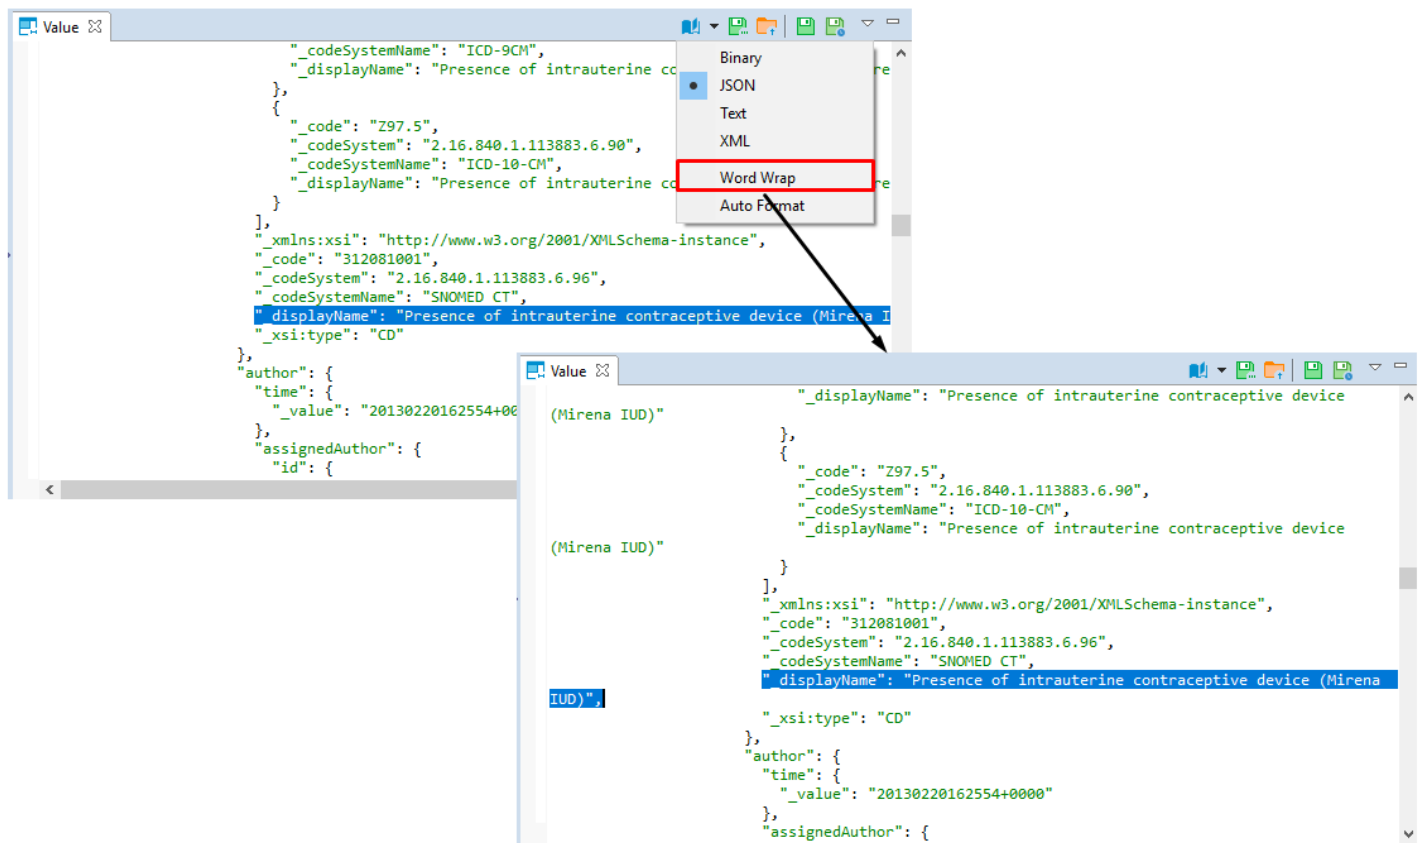 Value
"_codeSystemName": "ICD-9CM",
"_displayName": "Presence of intrauterine co re
},
{
"_code": "Z97.5",
"_codeSystem": "2.16.840.1.113883.6.90",
"_codeSystemName": "ICD-10-CM",
"_displayName": "Presence of intrauterine co re
}
],
"_xmlns:xsi": "http://www.w3.org/2001/XMLSchema-instance",
"_code": "312081001",
"_codeSystem": "2.16.840.1.113883.6.96",
"_codeSystemName": "SNOMED CT",
"_displayName": "Presence of intrauterine contraceptive device (Mirena I
"_xsi:type": "CD"
},
"author": {
"time": {
"_value": "20130220162554+00
},
"assignedAuthor": {
"id": {
Binary
JSON
Text
XML
Word Wrap
Auto Format
Value
"_displayName": "Presence of intrauterine contraceptive device
(Mirena IUD)"
},
{
"_code": "Z97.5",
"_codeSystem": "2.16.840.1.113883.6.90",
"_codeSystemName": "ICD-10-CM",
"_displayName": "Presence of intrauterine contraceptive device
(Mirena IUD)"
}
],
"_xmlns:xsi": "http://www.w3.org/2001/XMLSchema-instance",
"_code": "312081001",
"_codeSystem": "2.16.840.1.113883.6.96",
"_codeSystemName": "SNOMED CT",
"_displayName": "Presence of intrauterine contraceptive device (Mirena
IUD)",
"_xsi:type": "CD"
},
"author": {
"time": {
"_value": "20130220162554+0000"
},
"assignedAuthor": {